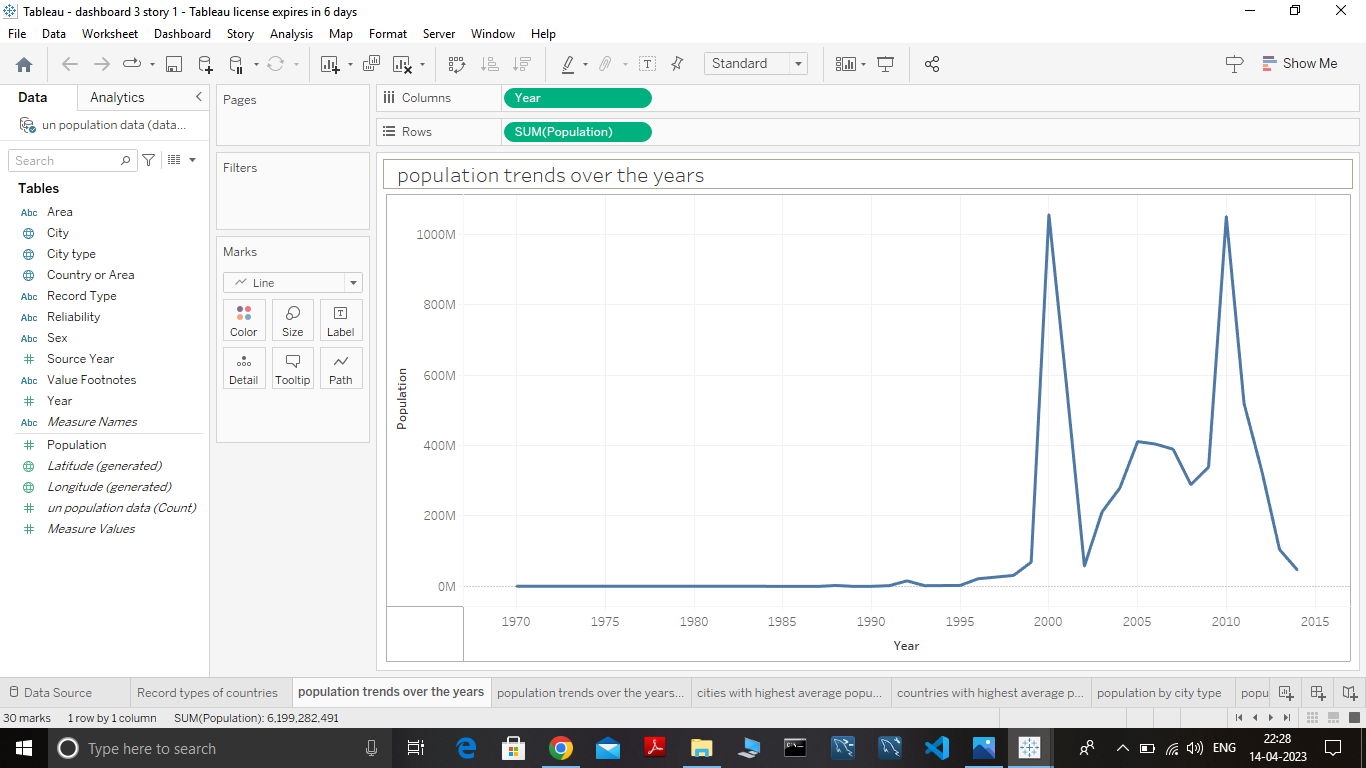 Tableau - dashboard 3 story 1 - Tableau license expires in 6 days
File Data Worksheet Dashboard Story Analysis Map Format Server Window Help
Standard
Show Me
Data Analytics
un population data (data...
Search
Tables
Abc Area
City
City type
Country or Area
Abc Record Type
Abc Reliability
Abc Sex
Source Year
Abc Value Footnotes
Year
Abc Measure Names
Population
Latitude (generated)
Longitude (generated)
un population data (Count)
Measure Values
Pages
Filters
Marks
Line
Color Size Label
Detail Tooltip Path
Columns Year
Rows SUM(Population)
population trends over the years
1000M
800M
600M
400M
200M
0M
Population
1970 1975 1980 1985 1990 1995 2000 2005 2010 2015
Year
Data Source Record types of countries population trends over the years population trends over the years... cities with highest average popu... countries with highest average p... population by city type popu
30 marks 1 row by 1 column SUM(Population): 6,199,282,491
Type here to search
ENG
22:28
14-04-2023